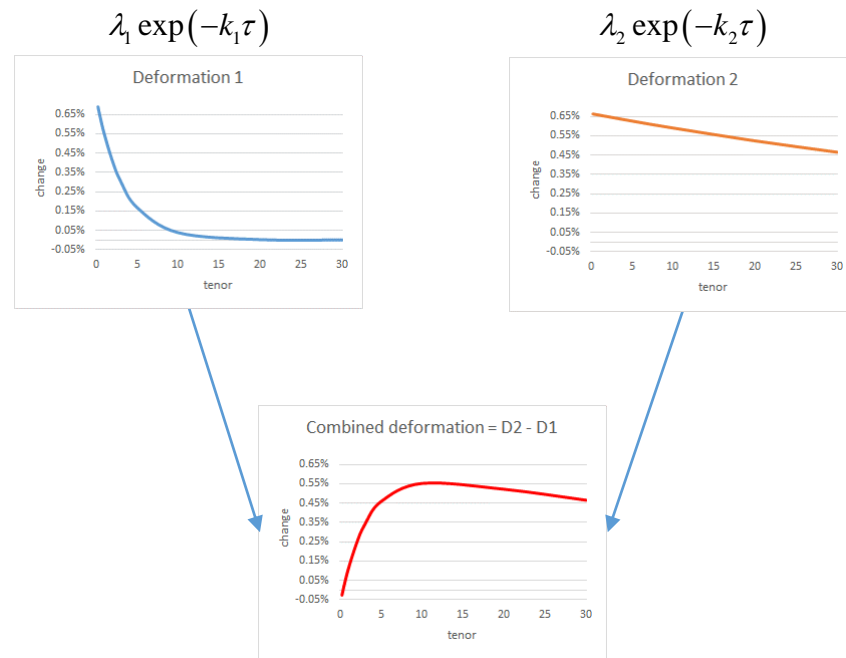 λ₁ exp(−k₁τ)
Deformation 1
change
0.65%
0.55%
0.45%
0.35%
0.25%
0.15%
0.05%
-0.05%
0 5 10 15 20 25 30
tenor
λ₂ exp(−k₂τ)
Deformation 2
change
0.65%
0.55%
0.45%
0.35%
0.25%
0.15%
0.05%
-0.05%
0 5 10 15 20 25 30
tenor
Combined deformation = D2 - D1
change
0.65%
0.55%
0.45%
0.35%
0.25%
0.15%
0.05%
-0.05%
0 5 10 15 20 25 30
tenor